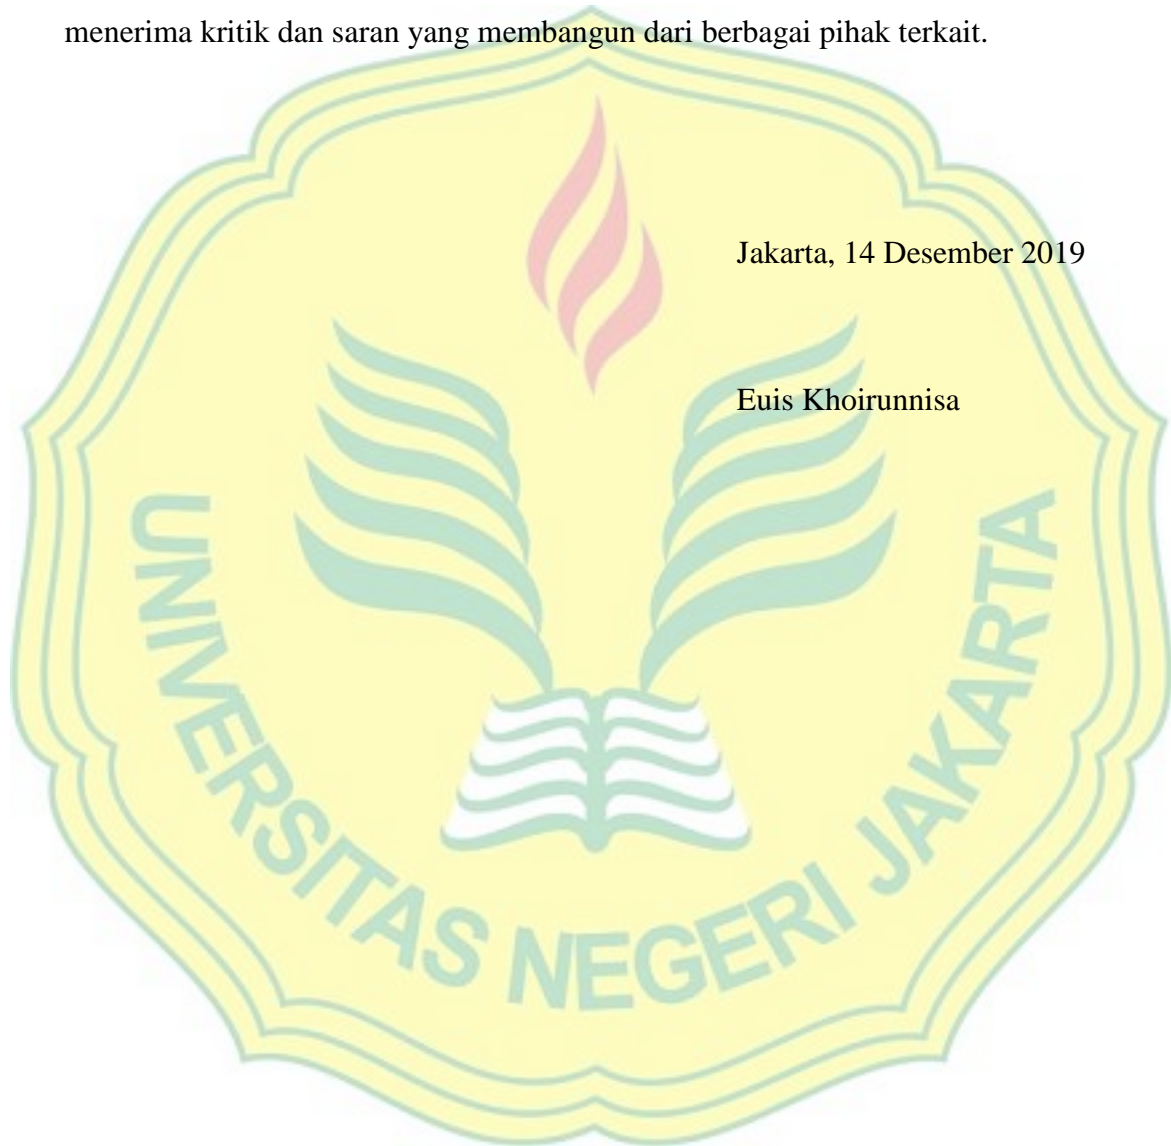 menerima kritik dan saran yang membangun dari berbagai pihak terkait.
Jakarta, 14 Desember 2019
Euis Khoirunnisa
UNIVERSITAS NEGERI JAKARTA